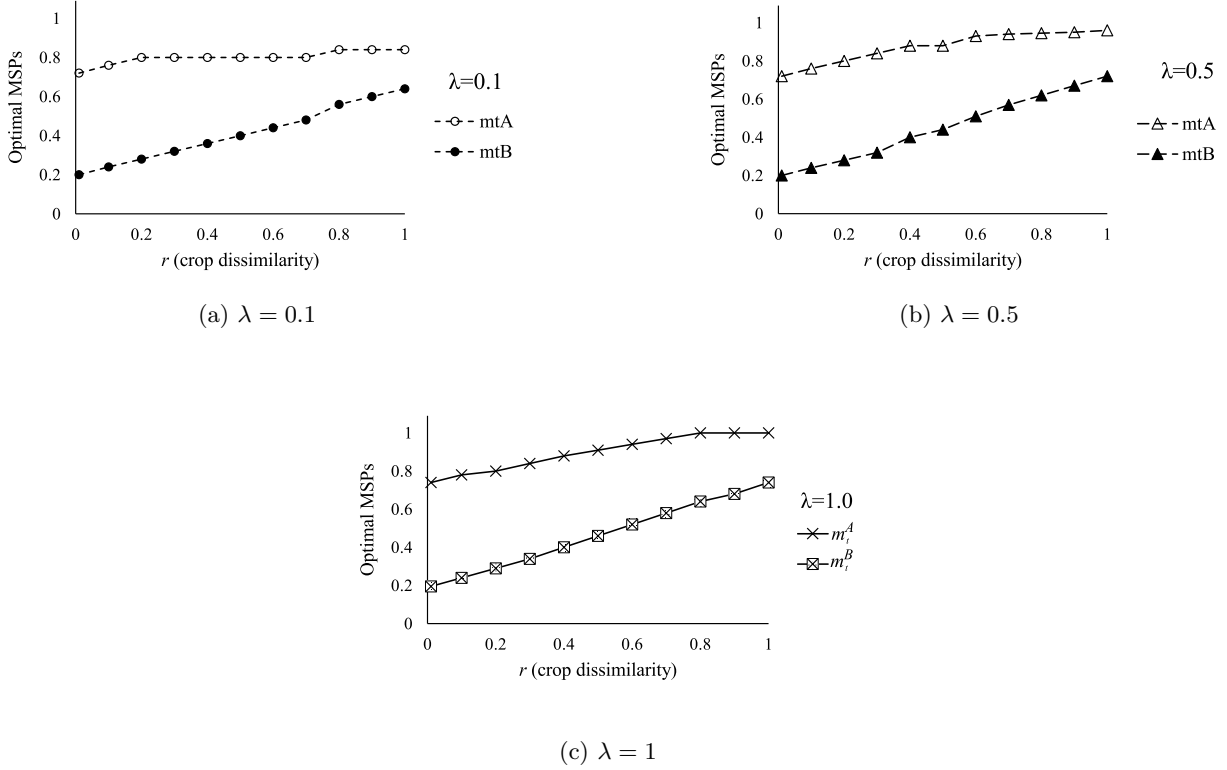 Optimal MSPs
1
0.8
0.6
0.4
0.2
0
0 0.2 0.4 0.6 0.8 1
r (crop dissimilarity)
λ=0.1
mtA
mtB
(a) λ = 0.1
Optimal MSPs
1
0.8
0.6
0.4
0.2
0
0 0.2 0.4 0.6 0.8 1
r (crop dissimilarity)
λ=0.5
mtA
mtB
(b) λ = 0.5
Optimal MSPs
1
0.8
0.6
0.4
0.2
0
0 0.2 0.4 0.6 0.8 1
r (crop dissimilarity)
λ=1.0
m_t^A
m_t^B
(c) λ = 1